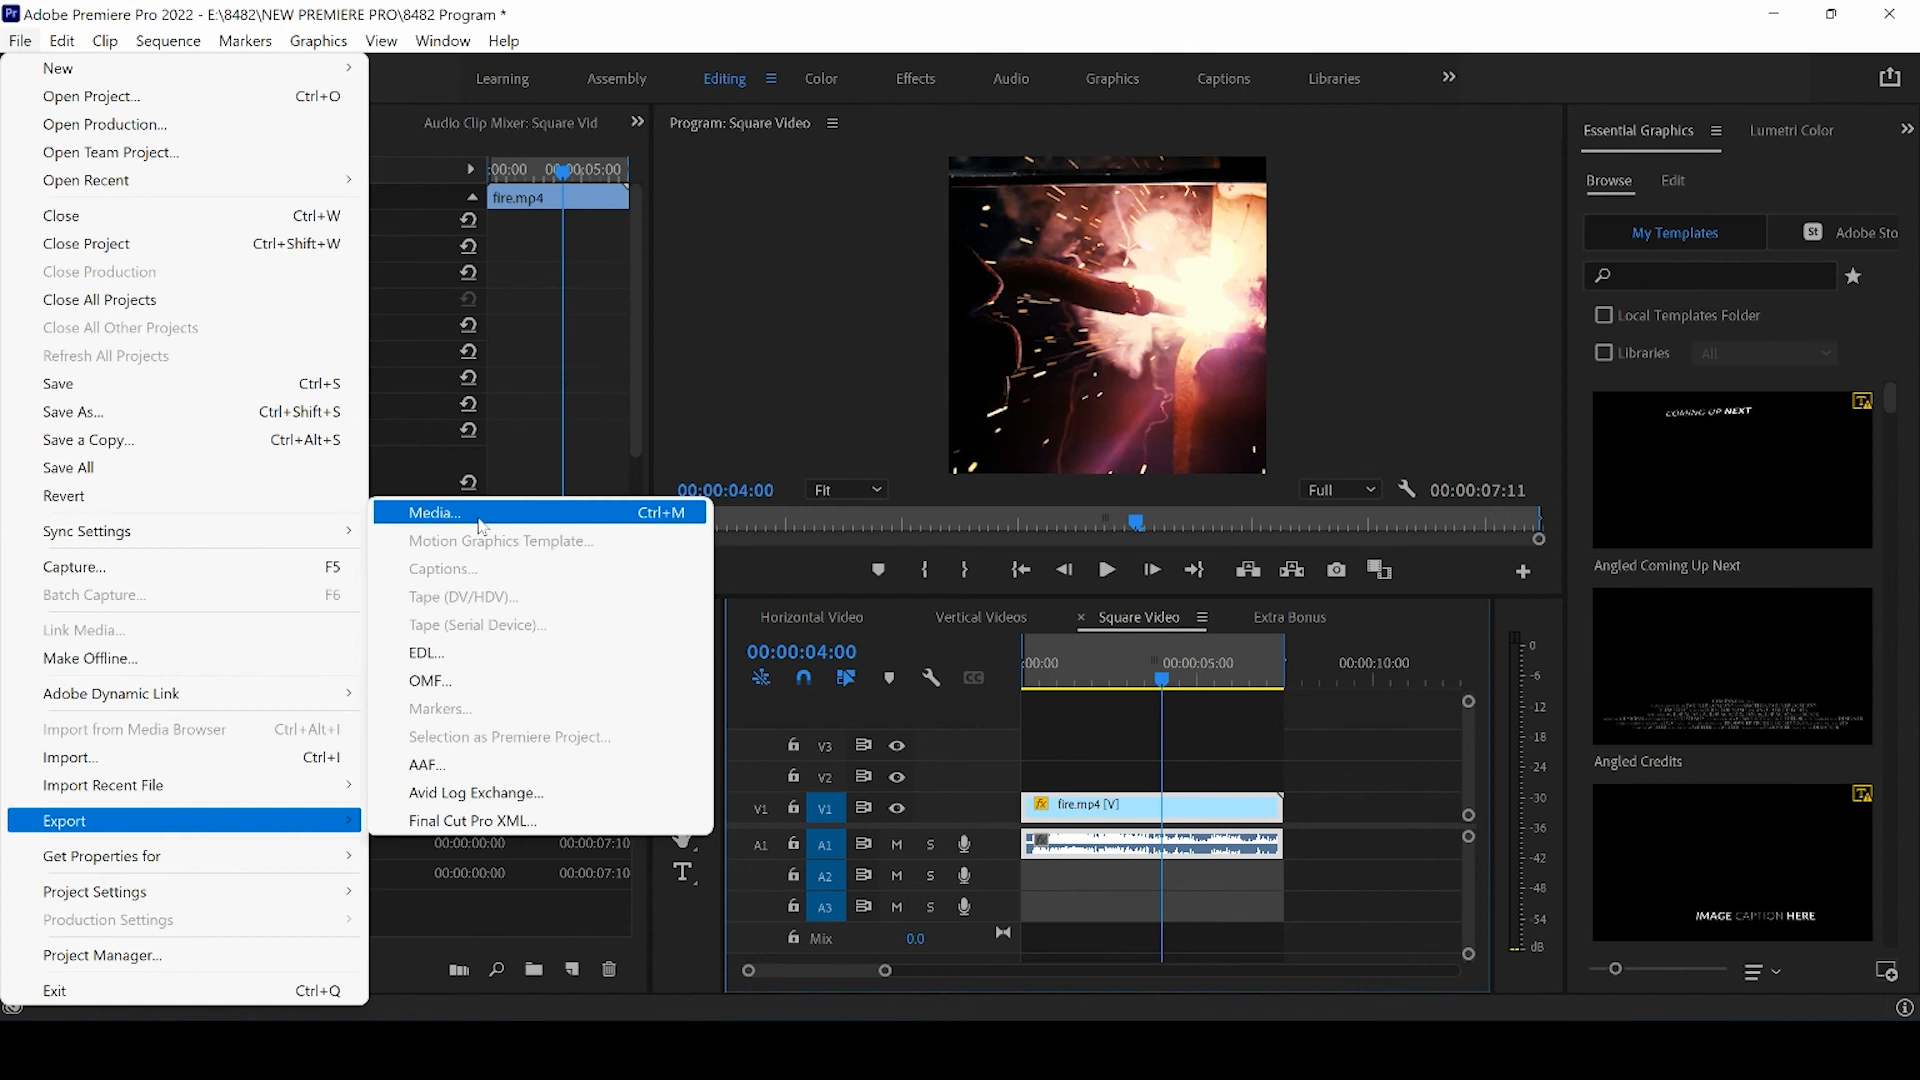 Pr Adobe Premiere Pro 2022 - E:\8482\NEW PREMIERE PRO\8482 Program *
File Edit Clip Sequence Markers Graphics View Window Help
Learning Assembly Editing Color Effects Audio Graphics Captions Libraries
New
Open Project... Ctrl+O
Open Production...
Open Team Project...
Open Recent
Close Ctrl+W
Close Project Ctrl+Shift+W
Close Production
Close All Projects
Close All Other Projects
Refresh All Projects
Save Ctrl+S
Save As... Ctrl+Shift+S
Save a Copy... Ctrl+Alt+S
Save All
Revert
Sync Settings
Capture... F5
Batch Capture... F6
Link Media...
Make Offline...
Adobe Dynamic Link
Import from Media Browser Ctrl+Alt+I
Import... Ctrl+I
Import Recent File
Export
Get Properties for
Project Settings
Production Settings
Project Manager...
Exit Ctrl+Q
Media... Ctrl+M
Motion Graphics Template...
Captions...
Tape (DV/HDV)...
Tape (Serial Device)...
EDL...
OMF...
Markers...
Selection as Premiere Project...
AAF...
Avid Log Exchange...
Final Cut Pro XML...
00:00:00:00 00:00:07:10
00:00:00:00 00:00:07:10
Audio Clip Mixer: Square Vid
:00:00 00:00:05:00
fire.mp4
Program: Square Video
00:00:04:00 Fit Full 00:00:07:11
Horizontal Video Vertical Videos × Square Video Extra Bonus
00:00:04:00
:00:00 00:00:05:00 00:00:10:00
V3
V2
V1 V1 fx fire.mp4 [V]
A1 A1 M S fx
A2 M S
A3 M S
Mix 0.0
0
-6
-12
-18
-24
-30
-36
-42
-48
-54
dB
Essential Graphics Lumetri Color
Browse Edit
My Templates St Adobe Sto
Local Templates Folder
Libraries All
COMING UP NEXT
Angled Coming Up Next
Angled Credits
IMAGE CAPTION HERE